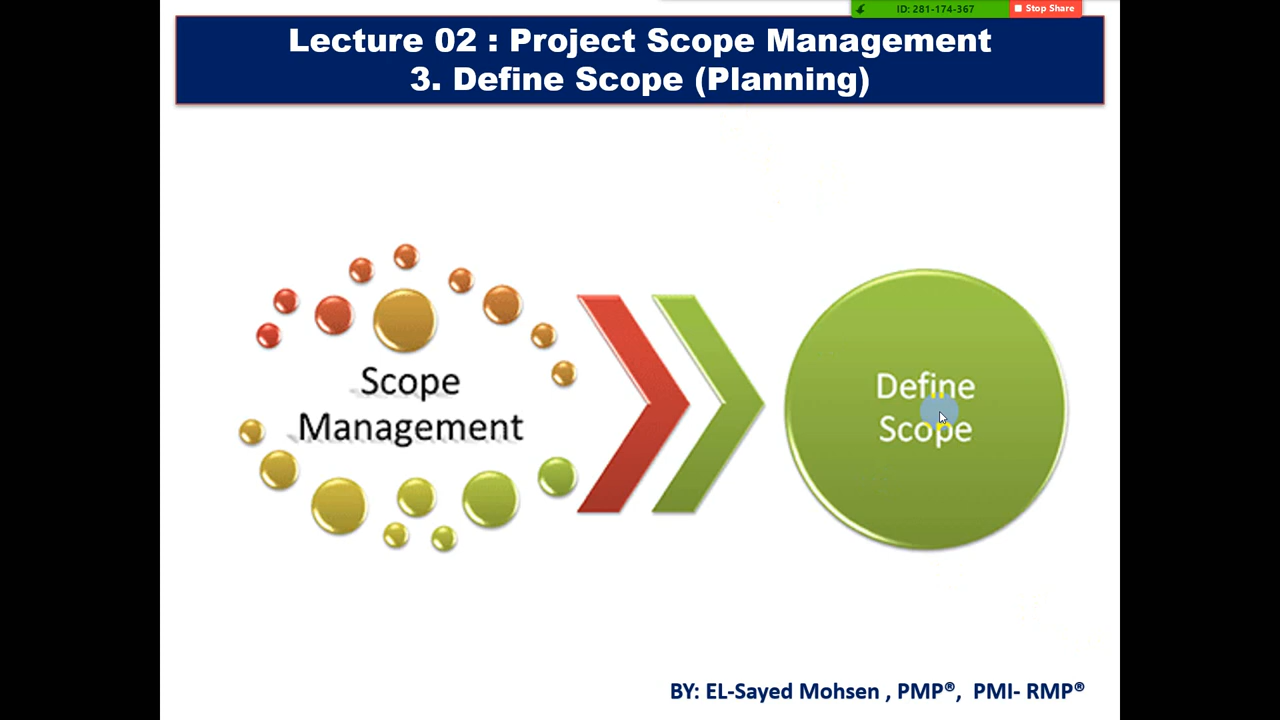 ID: 281-174-367
Stop Share
Lecture 02 : Project Scope Management
3. Define Scope (Planning)
Scope
Management
Define
Scope
BY: EL-Sayed Mohsen , PMP®, PMI- RMP®